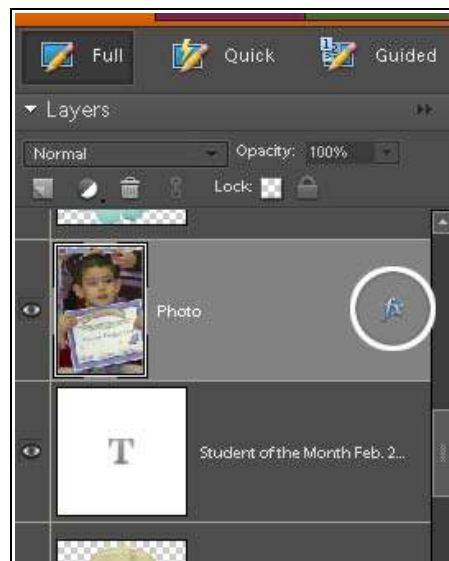 Full Quick Guided
Layers
Normal Opacity: 100%
Lock:
Photo fx
T
Student of the Month Feb. 2...